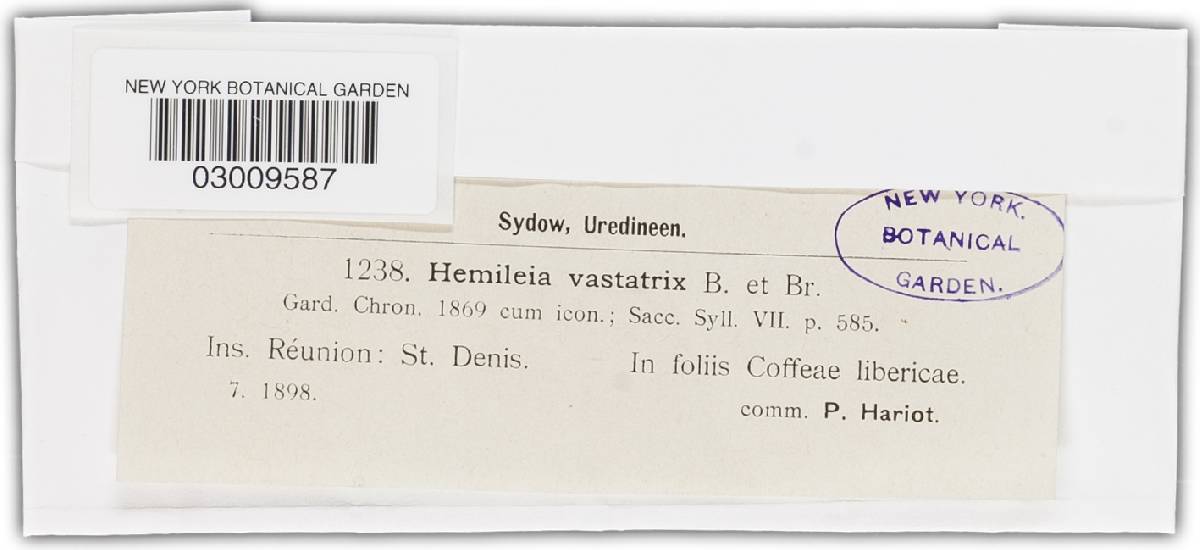 NEW YORK BOTANICAL GARDEN
03009587
Sydow, Uredineen.
NEW YORK.
BOTANICAL
GARDEN.
1238. Hemileia vastatrix B. et Br.
Gard. Chron. 1869 cum icon.; Sacc. Syll. VII. p. 585.
Ins. Réunion: St. Denis. In foliis Coffeae libericae.
7. 1898.
comm. P. Hariot.